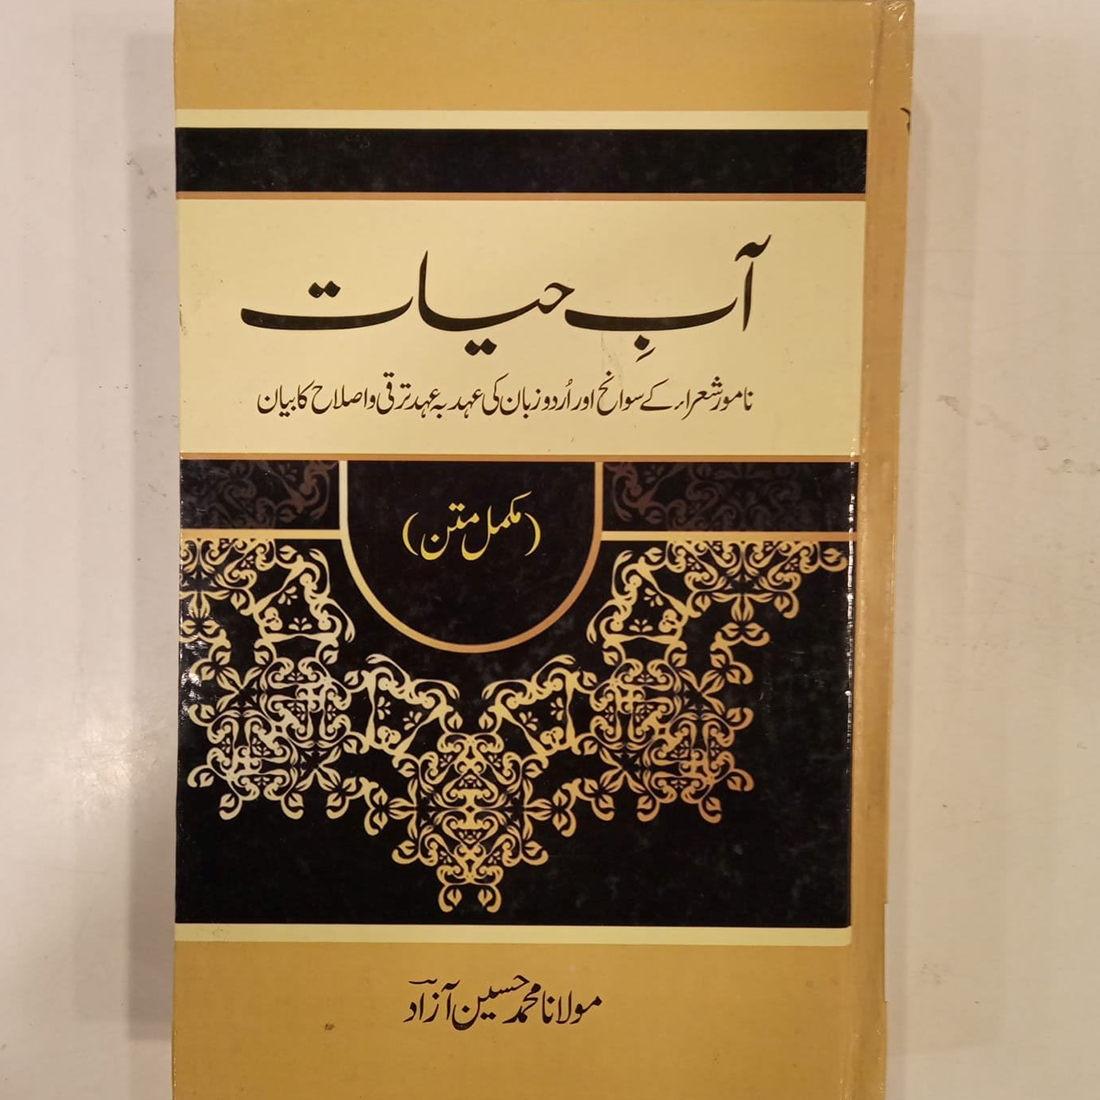 آبِ حیات
نامور شعراء کے سوانح اور اُردو زبان کی عہد بہ عہد ترقی و اصلاح کا بیان
(مکمل متن)
مولانا محمد حسین آزادؔ